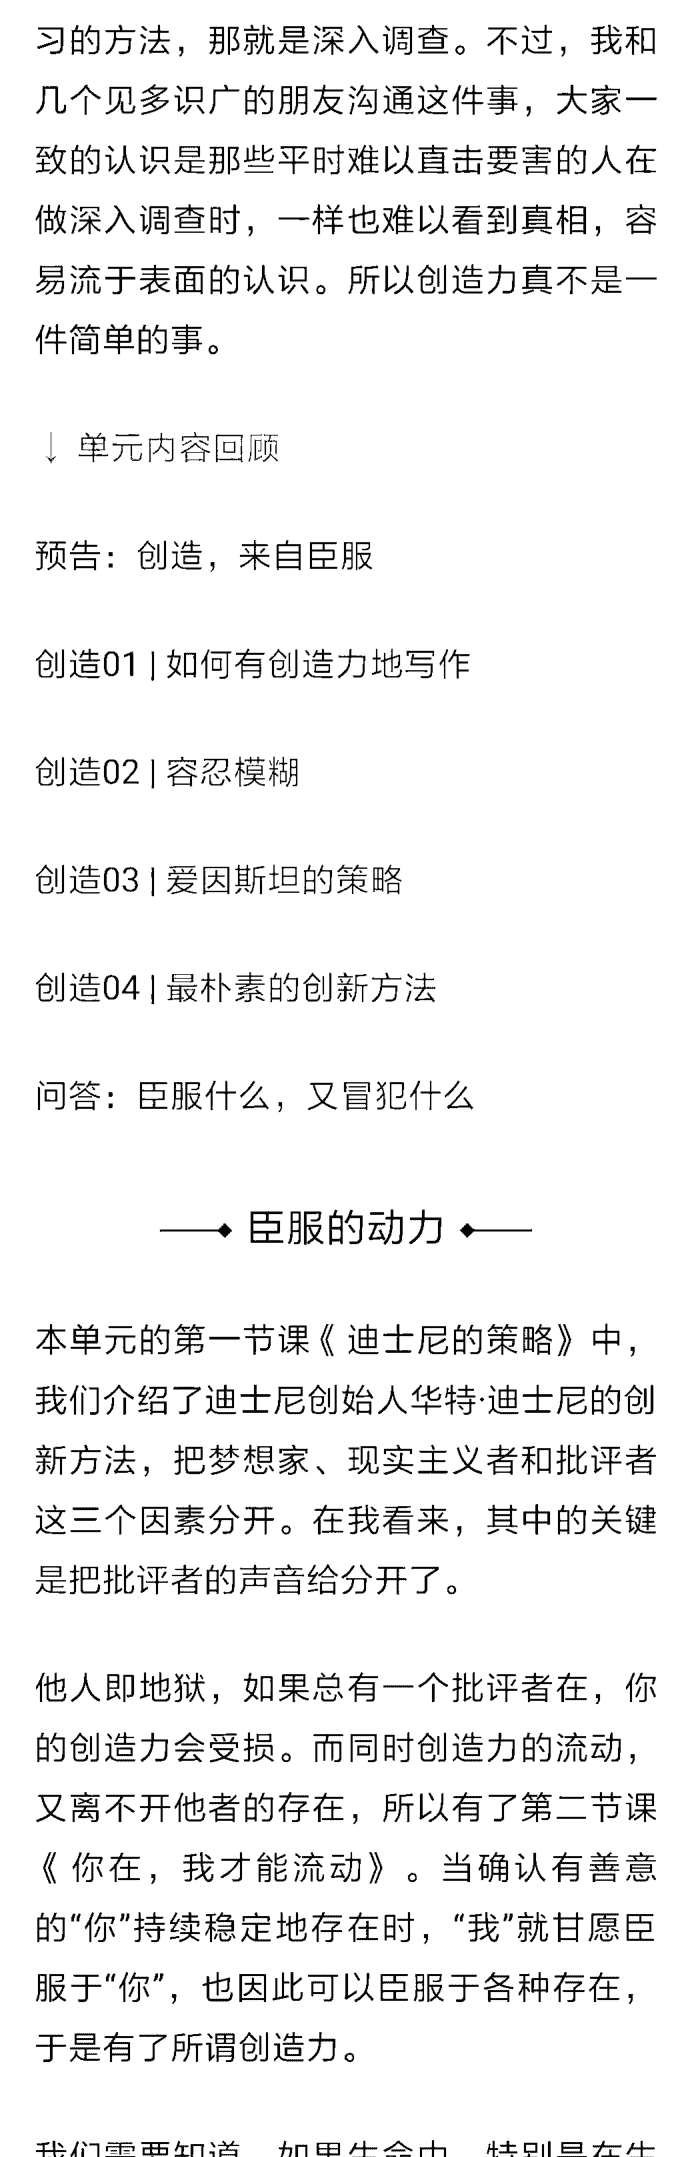 习的方法，那就是深入调查。不过，我和
几个见多识广的朋友沟通这件事，大家一
致的认识是那些平时难以直击要害的人在
做深入调查时，一样也难以看到真相，容
易流于表面的认识。所以创造力真不是一
件简单的事。
↓ 单元内容回顾
预告：创造，来自臣服
创造01 | 如何有创造力地写作
创造02 | 容忍模糊
创造03 | 爱因斯坦的策略
创造04 | 最朴素的创新方法
问答：臣服什么，又冒犯什么
臣服的动力
本单元的第一节课《 迪士尼的策略》中，
我们介绍了迪士尼创始人华特·迪士尼的创
新方法，把梦想家、现实主义者和批评者
这三个因素分开。在我看来，其中的关键
是把批评者的声音给分开了。
他人即地狱，如果总有一个批评者在，你
的创造力会受损。而同时创造力的流动，
又离不开他者的存在，所以有了第二节课
《 你在，我才能流动》。当确认有善意
的“你”持续稳定地存在时，“我”就甘愿臣
服于“你”，也因此可以臣服于各种存在，
于是有了所谓创造力。
我们需要知道，如果生命中，特别是在生